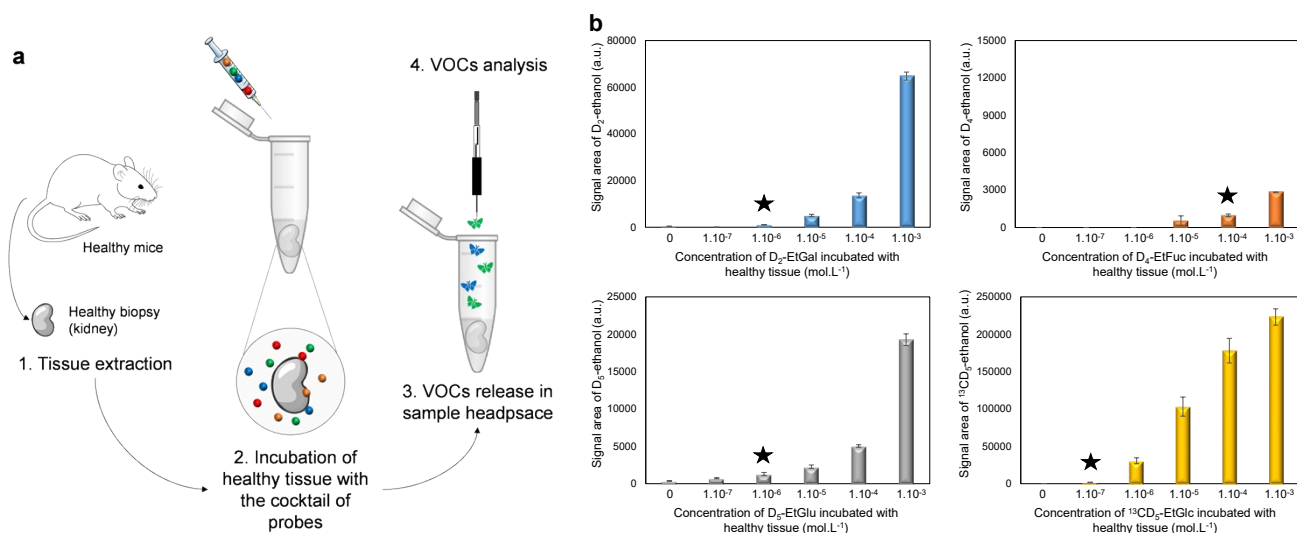 a
Healthy mice
Healthy biopsy
(kidney)
1. Tissue extraction
2. Incubation of
healthy tissue with
the cocktail of
probes
4. VOCs analysis
3. VOCs release in
sample headpsace
b
Signal area of D₂-ethanol (a.u.)
80000
60000
40000
20000
0
0 1.10⁻⁷ 1.10⁻⁶ 1.10⁻⁵ 1.10⁻⁴ 1.10⁻³
Concentration of D₂-EtGal incubated with
healthy tissue (mol.L⁻¹)
Signal area of D₄-ethanol (a.u.)
15000
12000
9000
6000
3000
0
0 1.10⁻⁷ 1.10⁻⁶ 1.10⁻⁵ 1.10⁻⁴ 1.10⁻³
Concentration of D₄-EtFuc incubated with
healthy tissue (mol.L⁻¹)
Signal area of D₅-ethanol (a.u.)
25000
20000
15000
10000
5000
0
0 1.10⁻⁷ 1.10⁻⁶ 1.10⁻⁵ 1.10⁻⁴ 1.10⁻³
Concentration of D₅-EtGlu incubated with
healthy tissue (mol.L⁻¹)
Signal area of ¹³CD₅-ethanol (a.u.)
250000
200000
150000
100000
50000
0
0 1.10⁻⁷ 1.10⁻⁶ 1.10⁻⁵ 1.10⁻⁴ 1.10⁻³
Concentration of ¹³CD₅-EtGlc incubated with
healthy tissue (mol.L⁻¹)